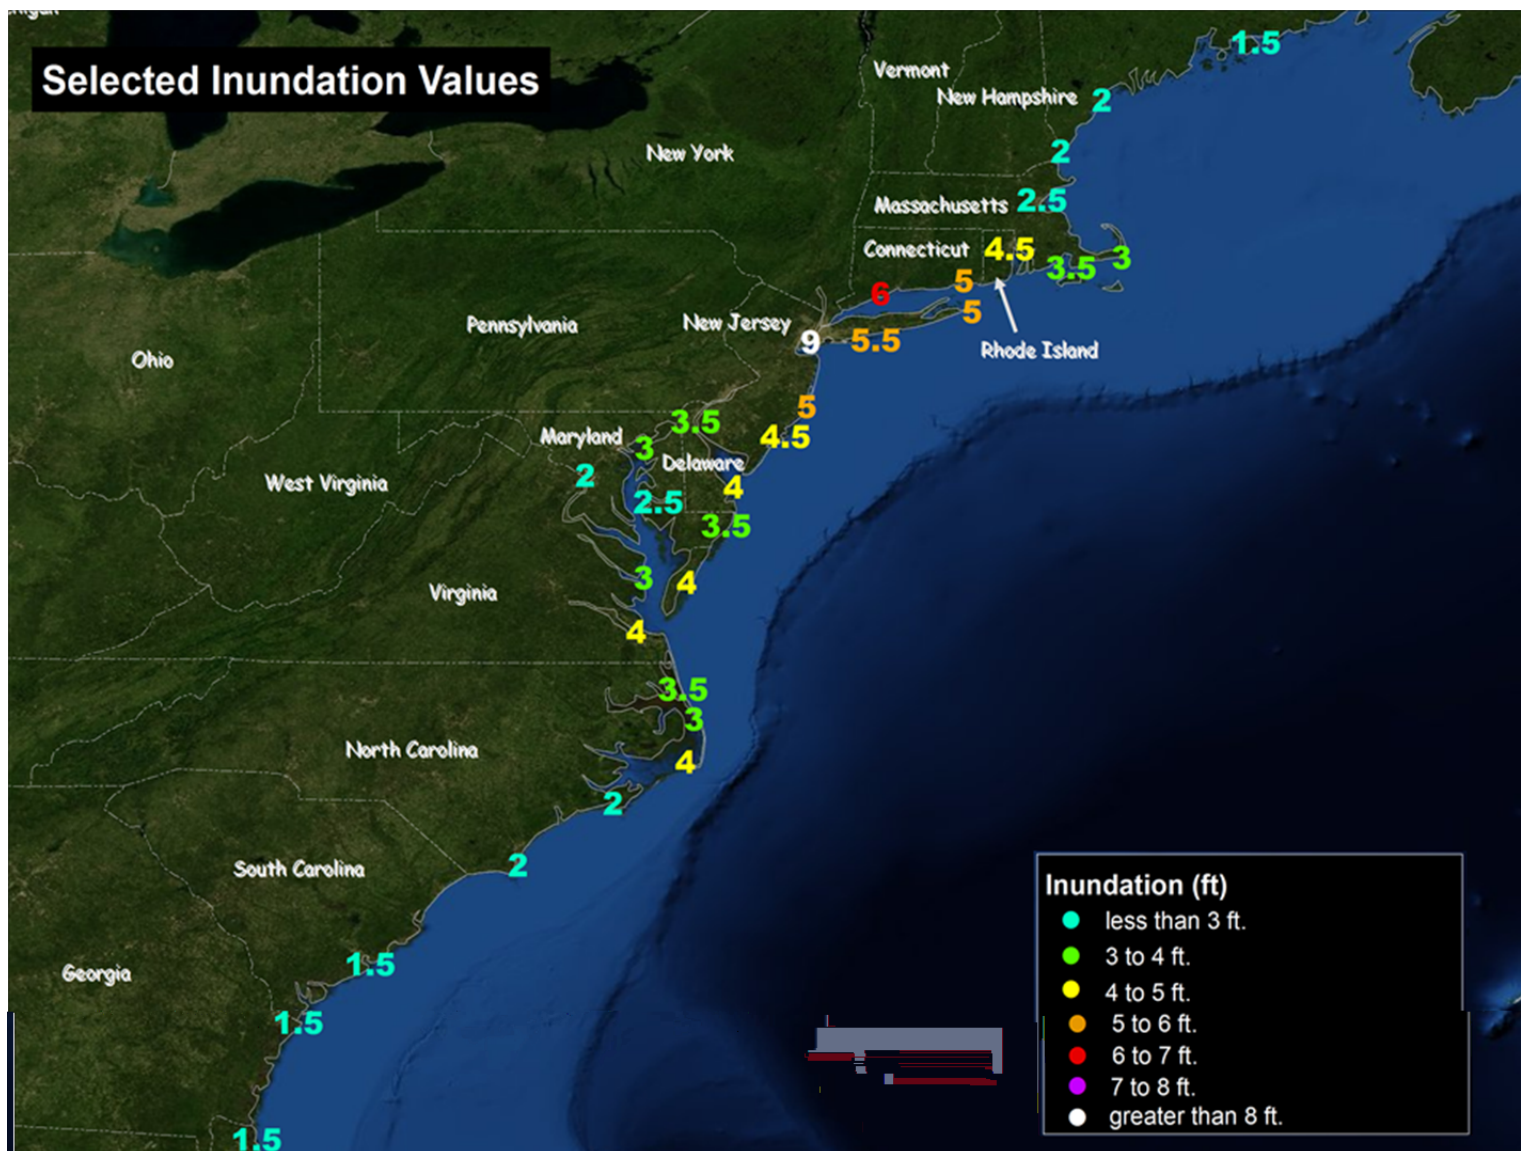 Selected Inundation Values
1.5
Vermont
New Hampshire 2
2
New York
Massachusetts 2.5
Connecticut 4.5
3.5 3
5
6
5
New Jersey
9 5.5
Rhode Island
Pennsylvania
Ohio
5
3.5
Maryland 4.5
3
Delaware
2
West Virginia
4
2.5
3.5
3 4
Virginia
4
3.5
3
North Carolina
4
2
South Carolina 2
1.5
Georgia
1.5
1.5
Inundation (ft)
less than 3 ft.
3 to 4 ft.
4 to 5 ft.
5 to 6 ft.
6 to 7 ft.
7 to 8 ft.
greater than 8 ft.